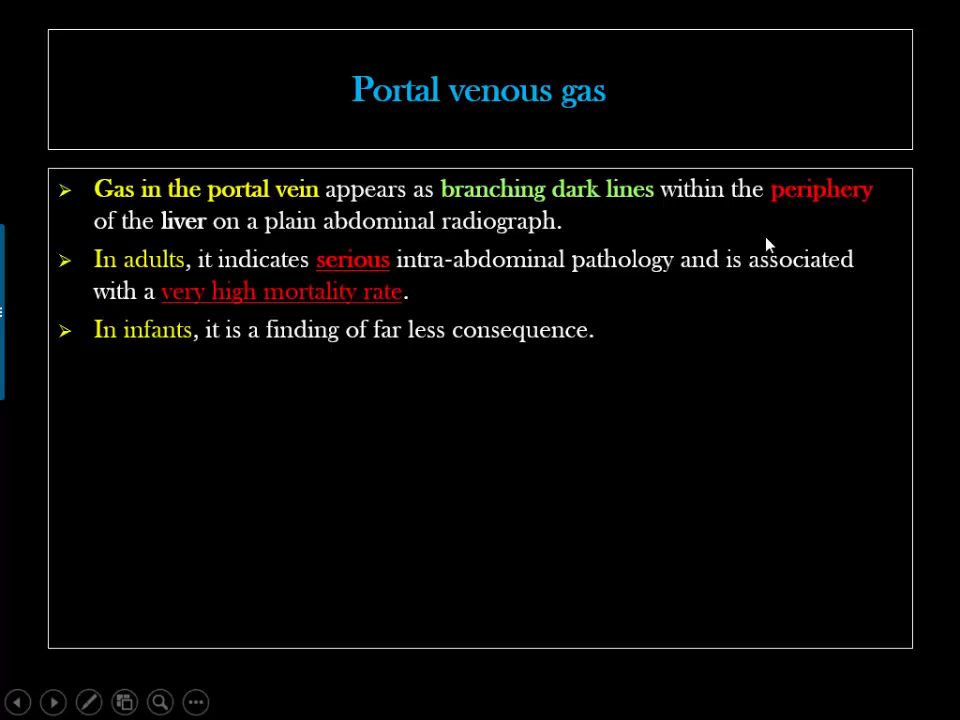 Portal venous gas
Gas in the portal vein appears as branching dark lines within the periphery
of the liver on a plain abdominal radiograph.
In adults, it indicates serious intra-abdominal pathology and is associated
with a very high mortality rate.
In infants, it is a finding of far less consequence.